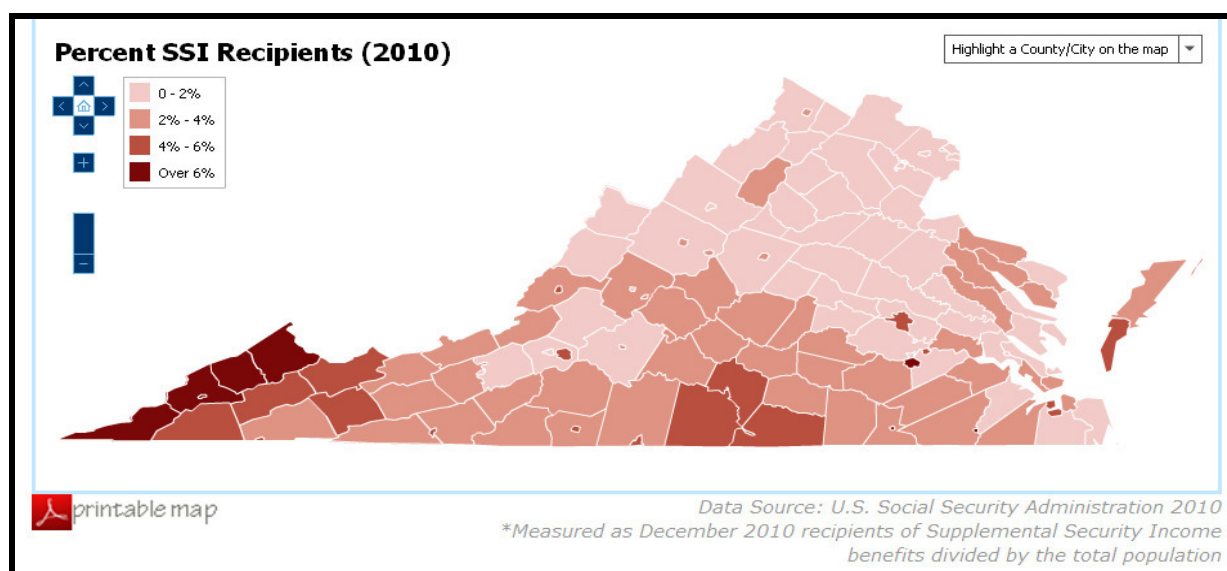 Percent SSI Recipients (2010)
Highlight a County/City on the map
0 - 2%
2% - 4%
4% - 6%
Over 6%
printable map
Data Source: U.S. Social Security Administration 2010
*Measured as December 2010 recipients of Supplemental Security Income
benefits divided by the total population